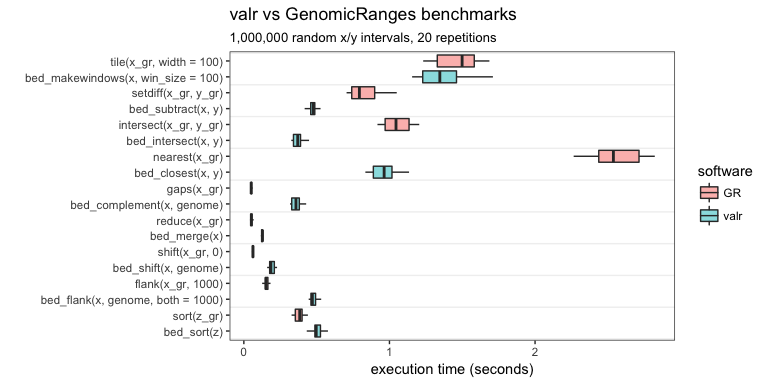 valr vs GenomicRanges benchmarks
1,000,000 random x/y intervals, 20 repetitions
tile(x_gr, width = 100)
bed_makewindows(x, win_size = 100)
setdiff(x_gr, y_gr)
bed_subtract(x, y)
intersect(x_gr, y_gr)
bed_intersect(x, y)
nearest(x_gr)
bed_closest(x, y)
gaps(x_gr)
bed_complement(x, genome)
reduce(x_gr)
bed_merge(x)
shift(x_gr, 0)
bed_shift(x, genome)
flank(x_gr, 1000)
bed_flank(x, genome, both = 1000)
sort(z_gr)
bed_sort(z)
0 1 2
execution time (seconds)
software
GR
valr